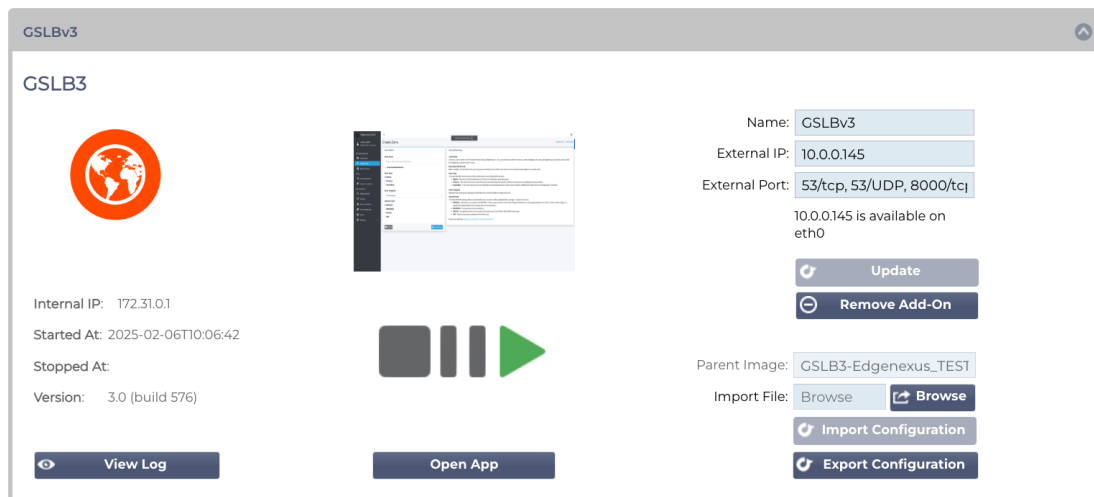 GSLBv3
GSLB3
Name: GSLBv3
External IP: 10.0.0.145
External Port: 53/tcp, 53/UDP, 8000/tcp
10.0.0.145 is available on
eth0
Update
Remove Add-On
Internal IP: 172.31.0.1
Started At: 2025-02-06T10:06:42
Stopped At:
Version: 3.0 (build 576)
Parent Image: GSLB3-Edgenexus_TEST
Import File: Browse Browse
Import Configuration
View Log
Open App
Export Configuration